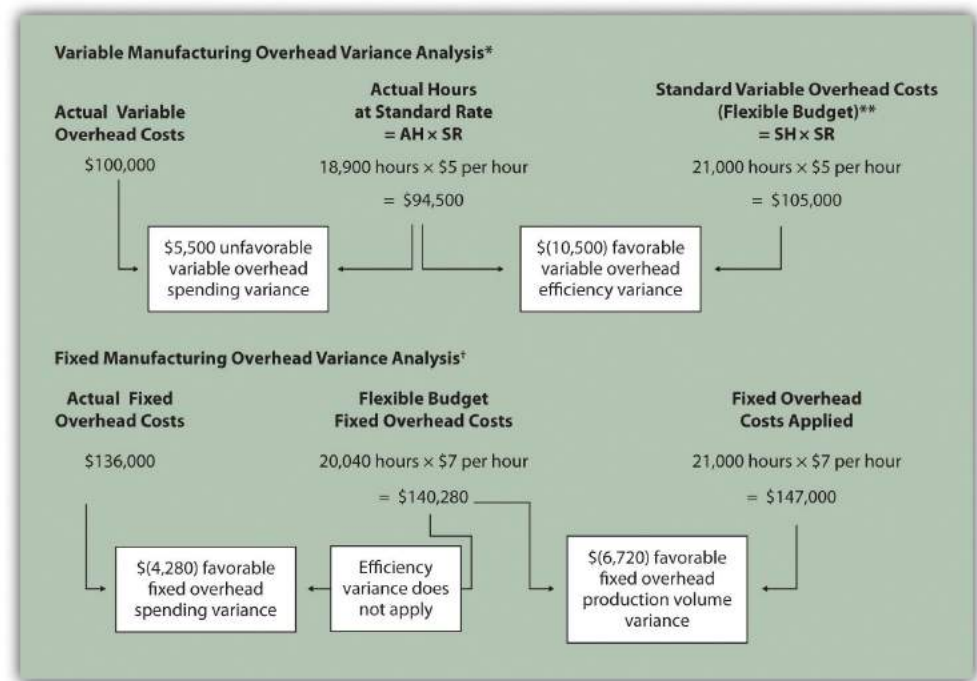 Variable Manufacturing Overhead Variance Analysis*
Actual Variable
Overhead Costs
$100,000
Actual Hours
at Standard Rate
= AH × SR
18,900 hours × $5 per hour
= $94,500
Standard Variable Overhead Costs
(Flexible Budget)**
= SH × SR
21,000 hours × $5 per hour
= $105,000
$5,500 unfavorable
variable overhead
spending variance
$(10,500) favorable
variable overhead
efficiency variance
Fixed Manufacturing Overhead Variance Analysis†
Actual Fixed
Overhead Costs
$136,000
Flexible Budget
Fixed Overhead Costs
20,040 hours × $7 per hour
= $140,280
Fixed Overhead
Costs Applied
21,000 hours × $7 per hour
= $147,000
$(4,280) favorable
fixed overhead
spending variance
Efficiency
variance does
not apply
$(6,720) favorable
fixed overhead
production volume
variance